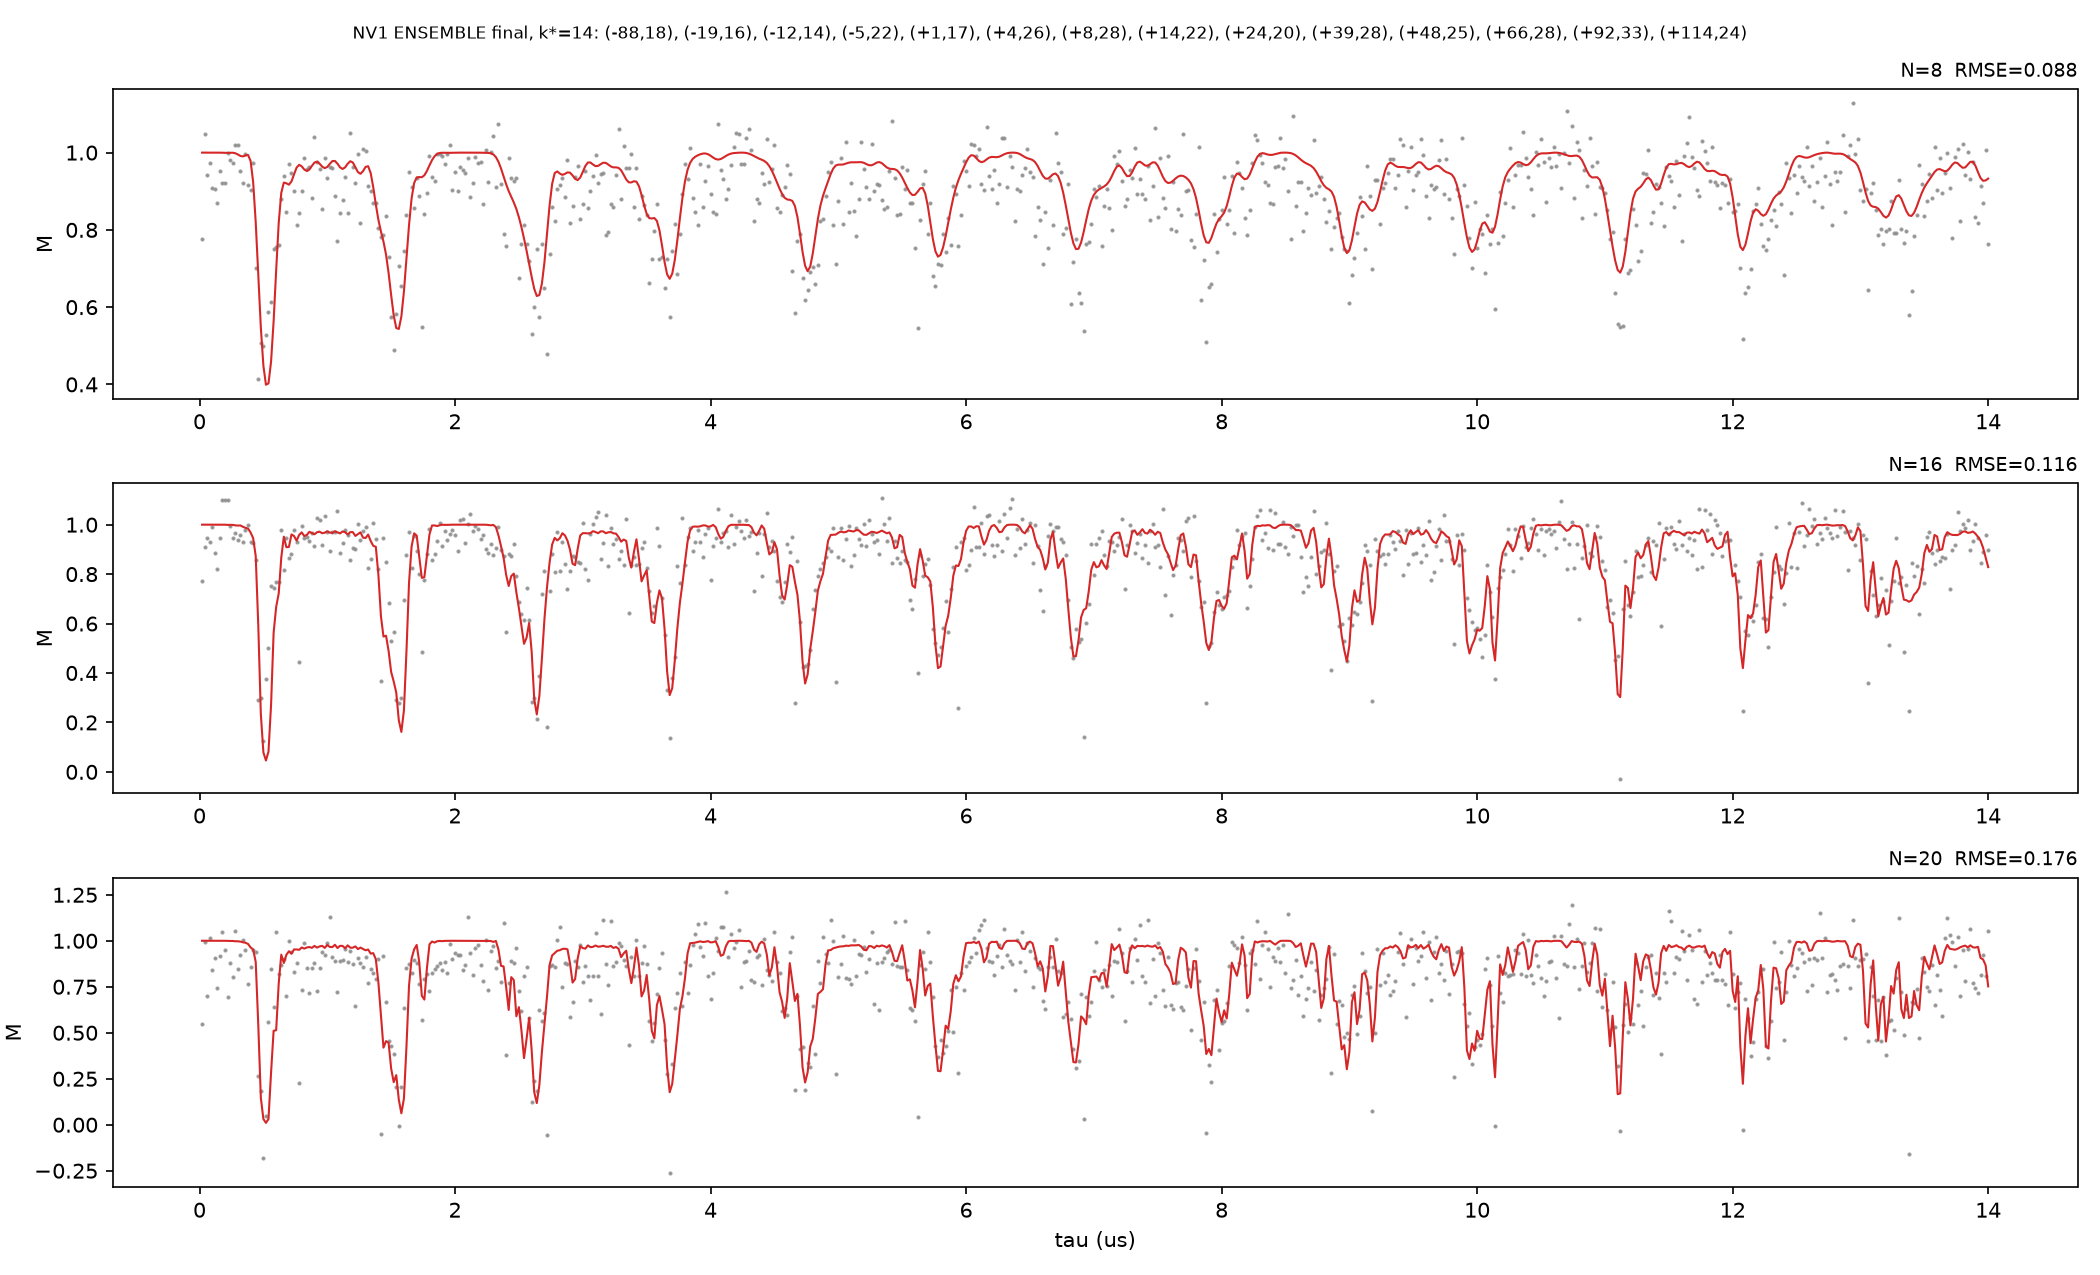 NV1 ENSEMBLE final, k*=14: (-88,18), (-19,16), (-12,14), (-5,22), (+1,17), (+4,26), (+8,28), (+14,22), (+24,20), (+39,28), (+48,25), (+66,28), (+92,33), (+114,24)
N=8 RMSE=0.088
M
1.0
0.8
0.6
0.4
0 2 4 6 8 10 12 14
N=16 RMSE=0.116
M
1.0
0.8
0.6
0.4
0.2
0.0
0 2 4 6 8 10 12 14
N=20 RMSE=0.176
M
1.25
1.00
0.75
0.50
0.25
0.00
−0.25
0 2 4 6 8 10 12 14
tau (us)